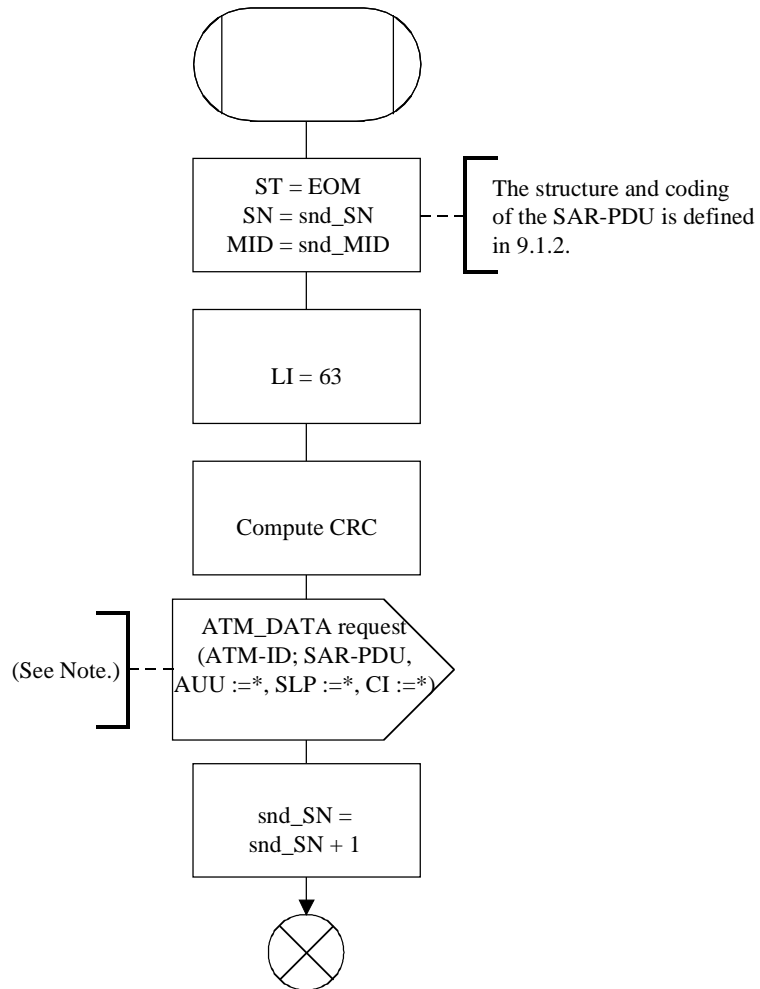 ST = EOM
SN = snd_SN
MID = snd_MID
The structure and coding
of the SAR-PDU is defined
in 9.1.2.
LI = 63
Compute CRC
(See Note.)
ATM_DATA request
(ATM-ID; SAR-PDU,
AUU :=*, SLP :=*, CI :=*)
snd_SN =
snd_SN + 1